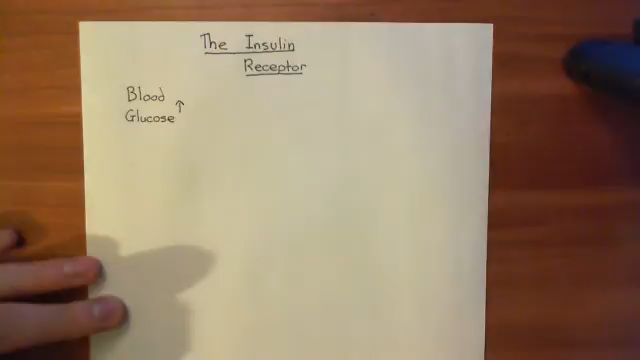 The Insulin
Receptor
Blood
Glucose ↑